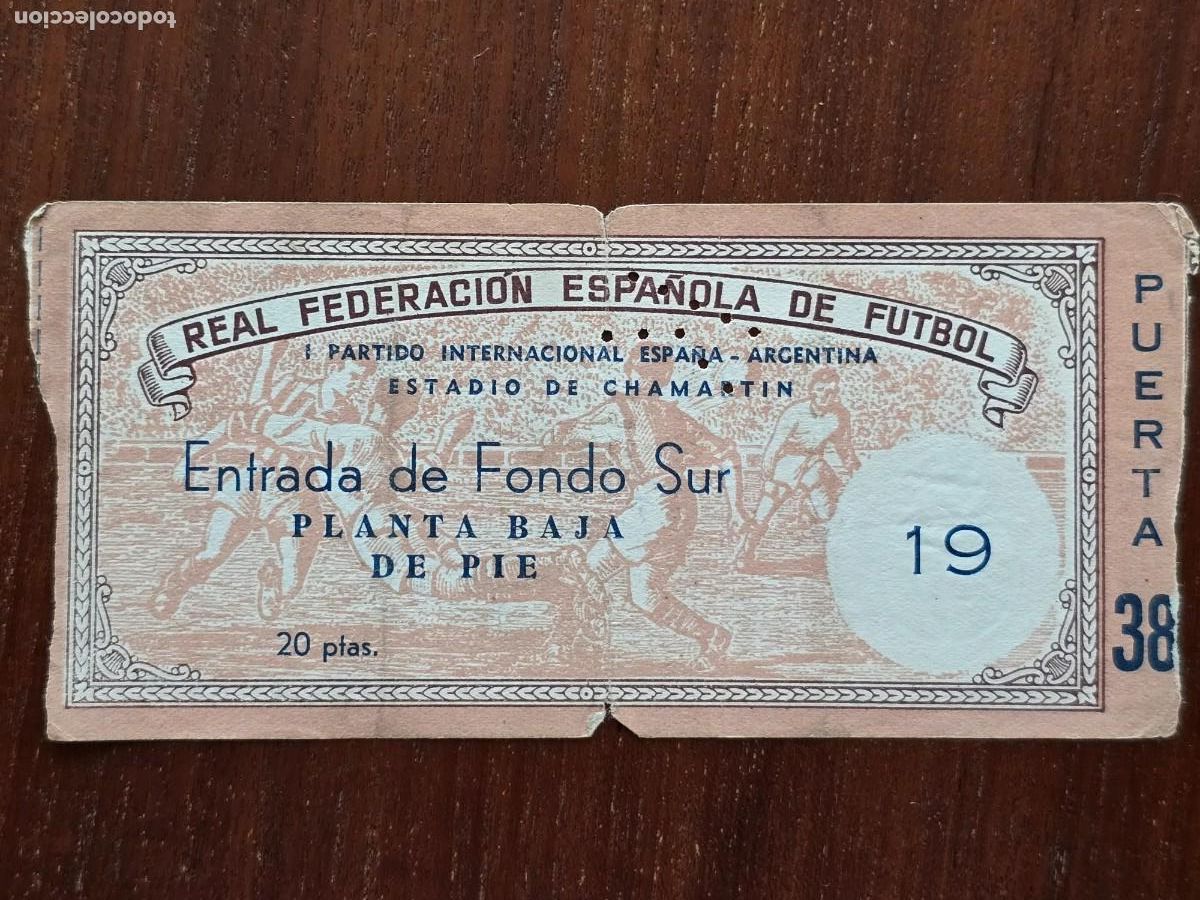 todocoleccion
REAL FEDERACIÓN ESPAÑOLA DE FUTBOL
I PARTIDO INTERNACIONAL ESPAÑA - ARGENTINA
ESTADIO DE CHAMARTIN
Entrada de Fondo Sur
PLANTA BAJA
DE PIE
19
20 ptas.
PUERTA
38